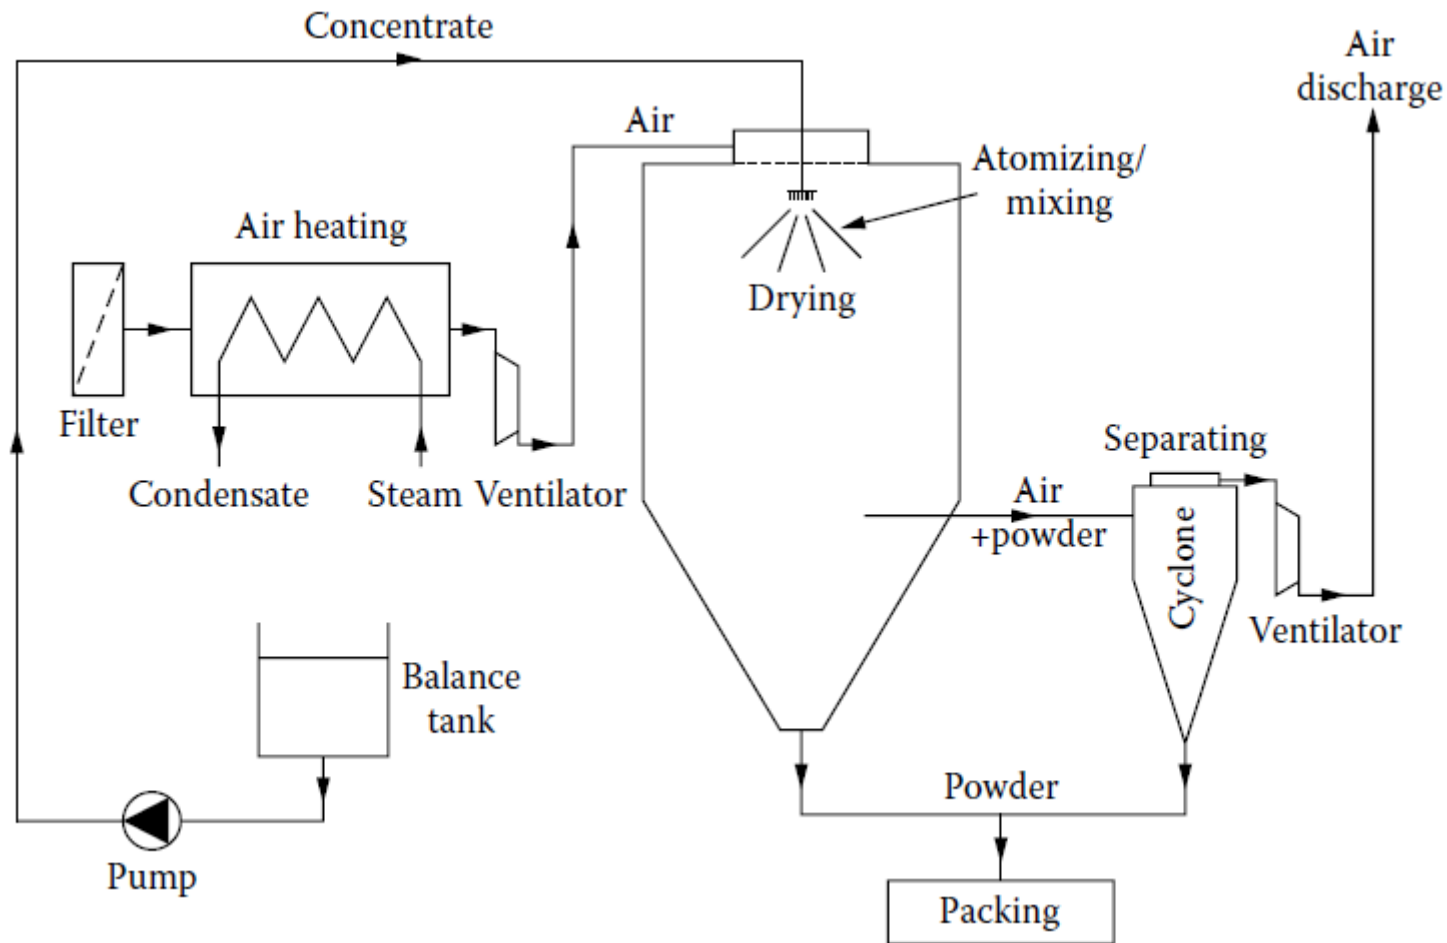 Concentrate
Air
discharge
Air
Atomizing/
mixing
Air heating
Drying
Filter
Separating
Condensate
Steam
Ventilator
Air
+powder
Cyclone
Ventilator
Balance
tank
Powder
Pump
Packing